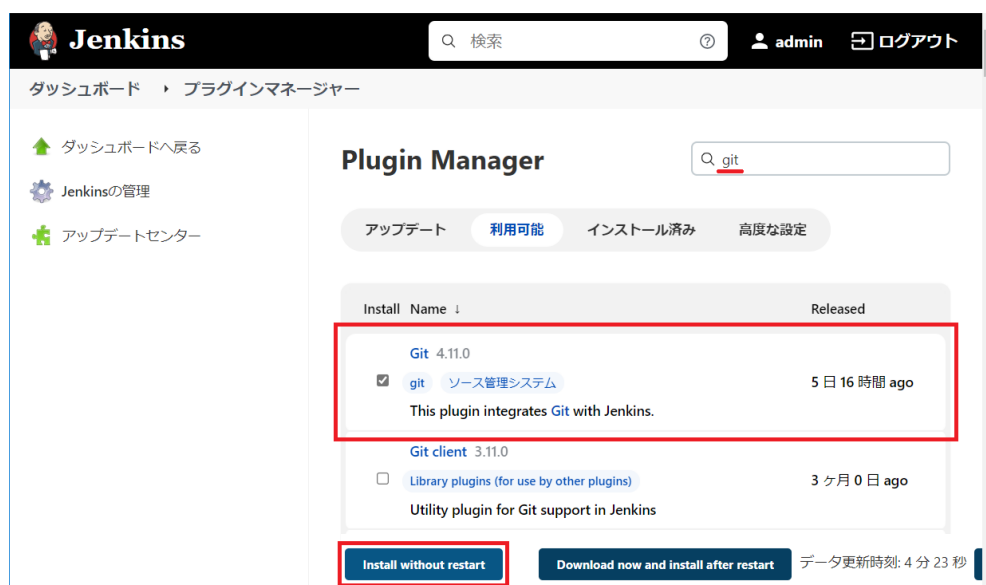 Jenkins
検索
admin
ログアウト
ダッシュボード
プラグインマネージャー
ダッシュボードへ戻る
Jenkinsの管理
アップデートセンター
Plugin Manager
git
アップデート
利用可能
インストール済み
高度な設定
Install Name ↓ Released
Git 4.11.0
git ソース管理システム
5 日 16 時間 ago
This plugin integrates Git with Jenkins.
Git client 3.11.0
Library plugins (for use by other plugins)
3 ヶ月 0 日 ago
Utility plugin for Git support in Jenkins
Install without restart
Download now and install after restart
データ更新時刻: 4 分 23 秒